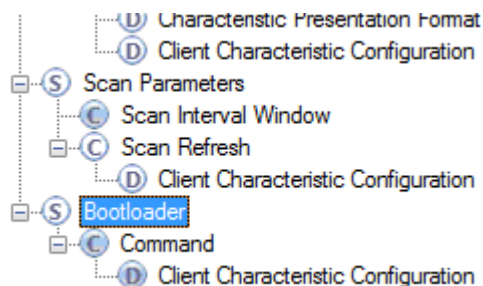 D Characteristic Presentation Format
D Client Characteristic Configuration
S Scan Parameters
C Scan Interval Window
C Scan Refresh
D Client Characteristic Configuration
S Bootloader
C Command
D Client Characteristic Configuration